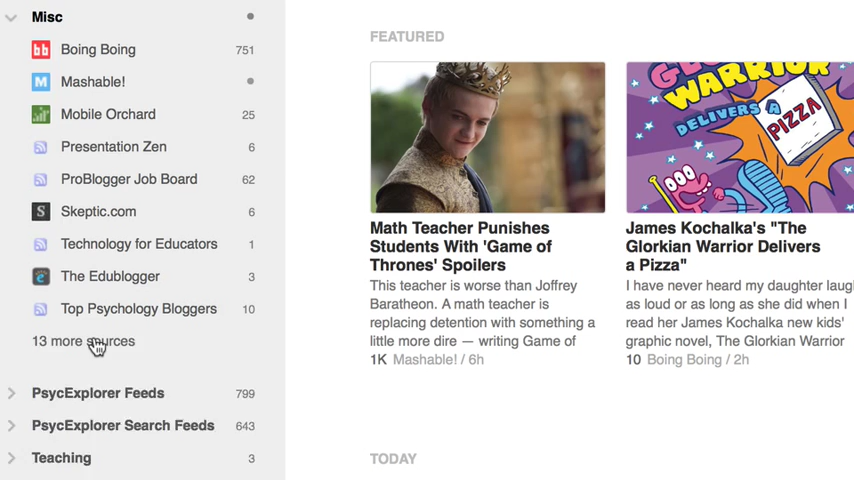 Misc
Boing Boing 751
Mashable!
Mobile Orchard 25
Presentation Zen 6
ProBlogger Job Board 62
Skeptic.com 6
Technology for Educators 1
The Edublogger 3
Top Psychology Bloggers 10
13 more sources
PsycExplorer Feeds 799
PsycExplorer Search Feeds 643
Teaching 3
FEATURED
GLORKIAN
WARRIOR
DELIVERS
A
PIZZA
Math Teacher Punishes
Students With 'Game of
Thrones' Spoilers
This teacher is worse than Joffrey
Baratheon. A math teacher is
replacing detention with something a
little more dire — writing Game of
1K Mashable! / 6h
James Kochalka's "The
Glorkian Warrior Delivers
a Pizza"
I have never heard my daughter laugh
as loud or as long as she did when I
read her James Kochalka new kids'
graphic novel, The Glorkian Warrior
10 Boing Boing / 2h
TODAY